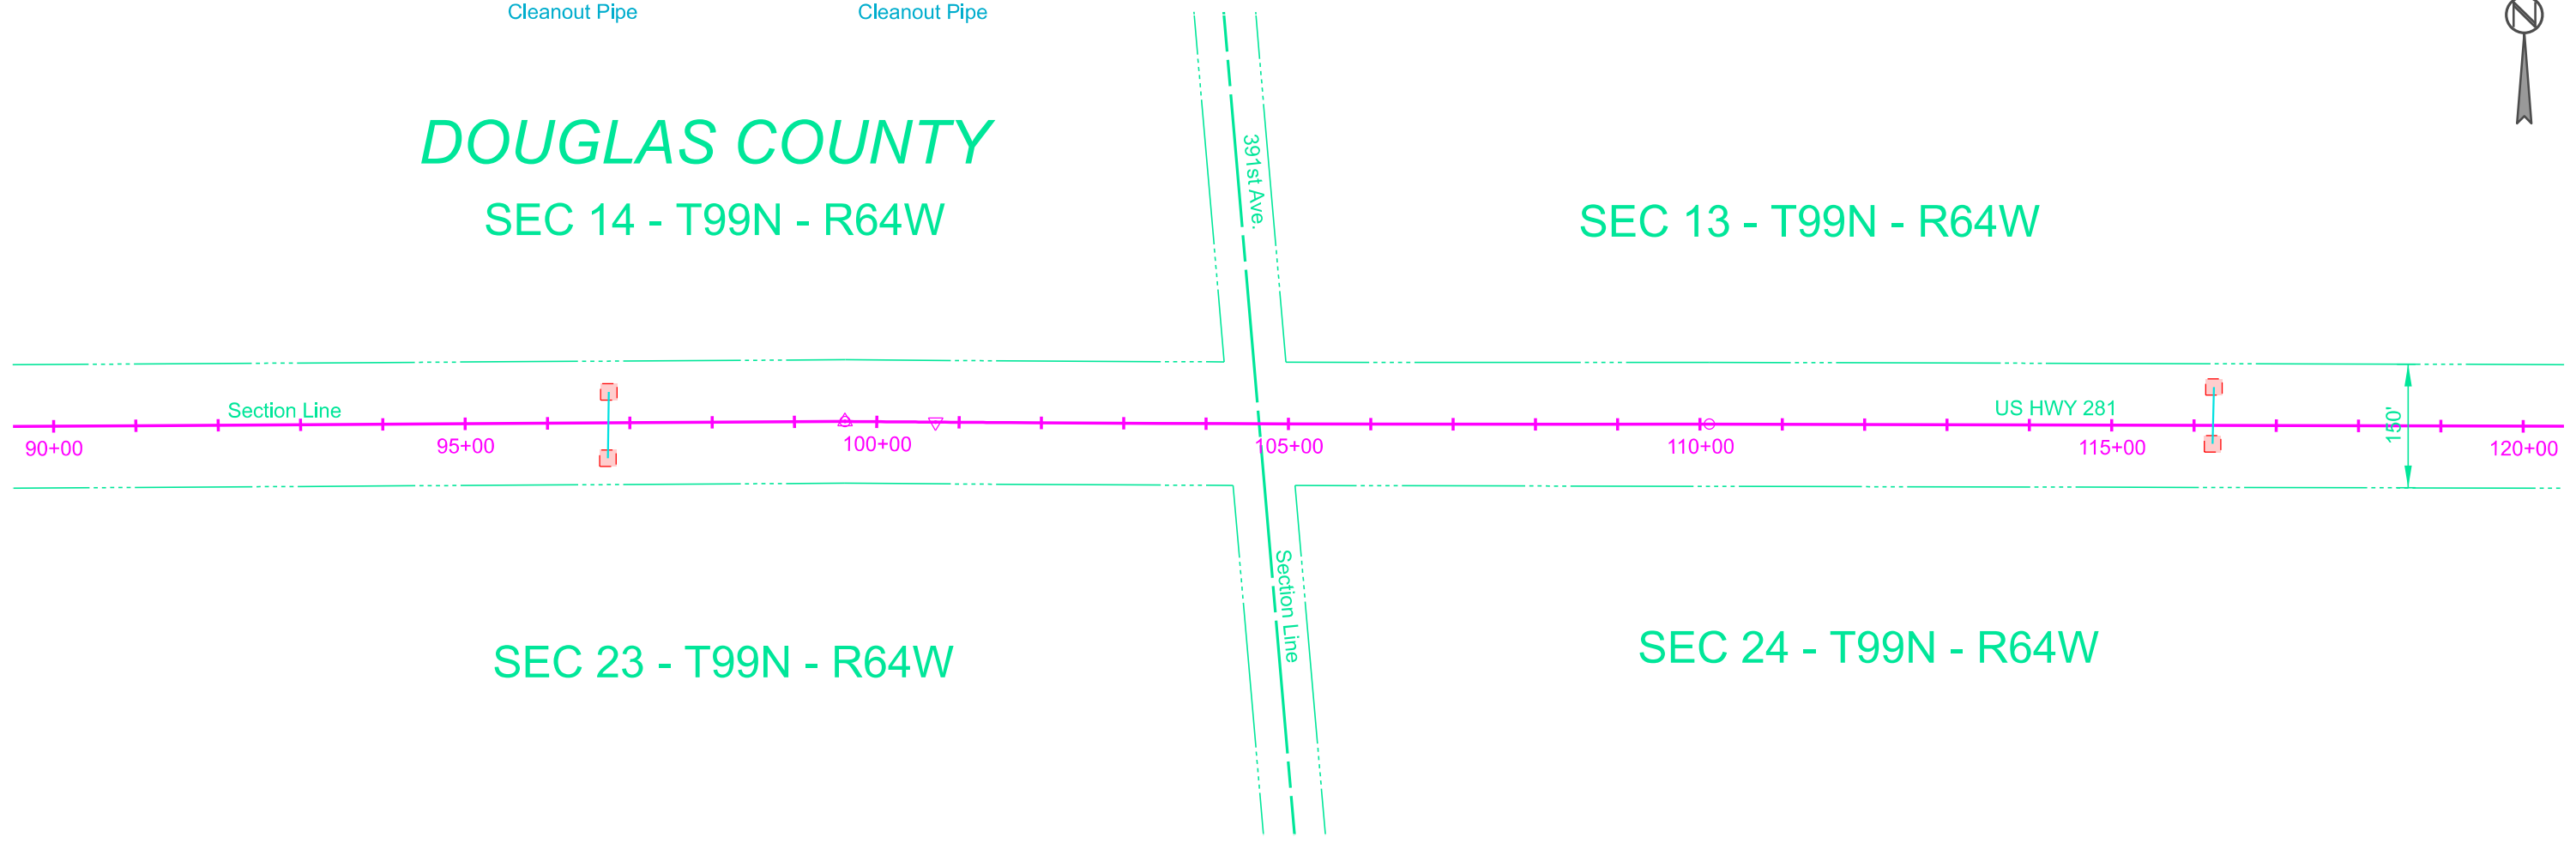 Cleanout Pipe
Cleanout Pipe
N
DOUGLAS COUNTY
SEC 14 - T99N - R64W
391st Ave.
SEC 13 - T99N - R64W
Section Line
US HWY 281
150'
90+00
95+00
100+00
105+00
110+00
115+00
120+00
Section Line
SEC 23 - T99N - R64W
SEC 24 - T99N - R64W